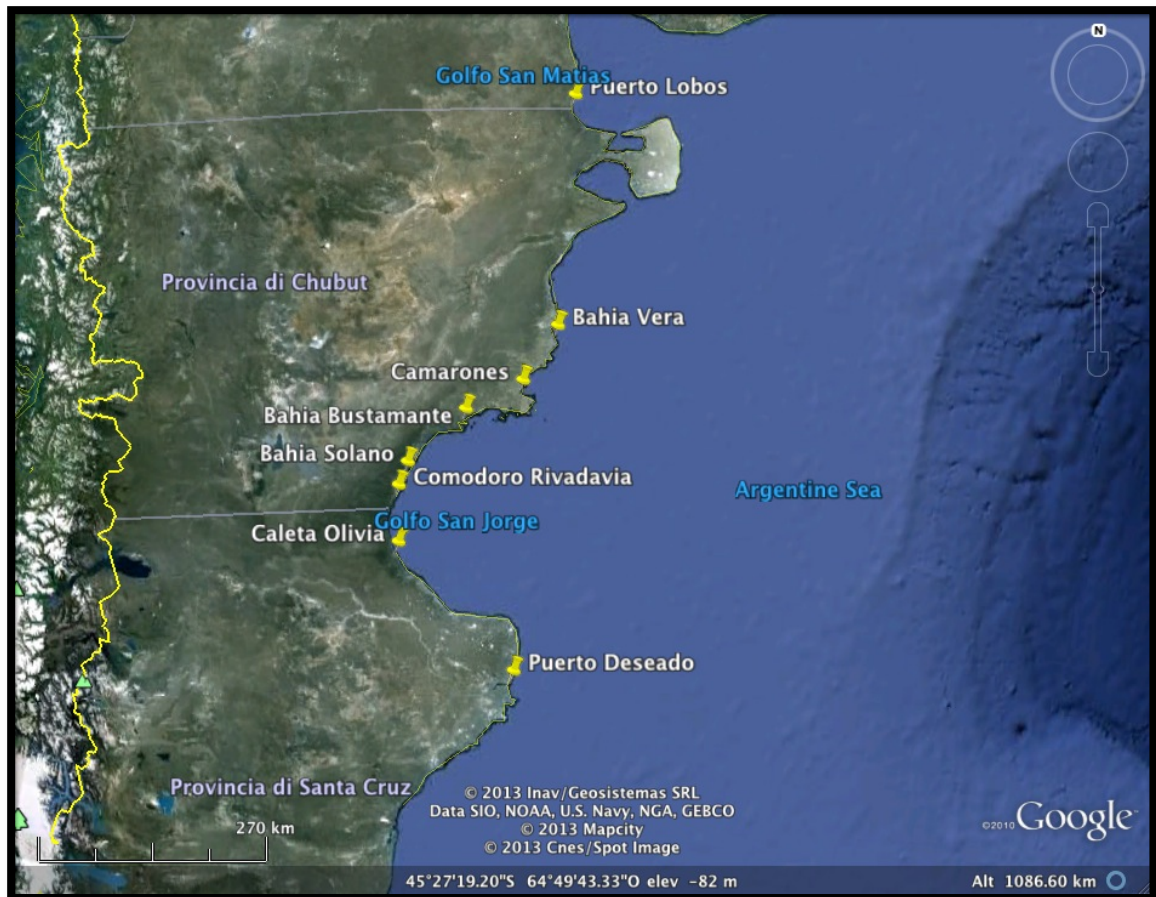 N
Golfo San Matias
Puerto Lobos
Provincia di Chubut
Bahia Vera
Camarones
Bahia Bustamante
Bahia Solano
Comodoro Rivadavia
Argentine Sea
Golfo San Jorge
Caleta Olivia
Puerto Deseado
Provincia di Santa Cruz
© 2013 Inav/Geosistemas SRL
Data SIO, NOAA, U.S. Navy, NGA, GEBCO
© 2013 Mapcity
© 2013 Cnes/Spot Image
270 km
©2010 Google
45°27'19.20"S 64°49'43.33"O elev -82 m
Alt 1086.60 km